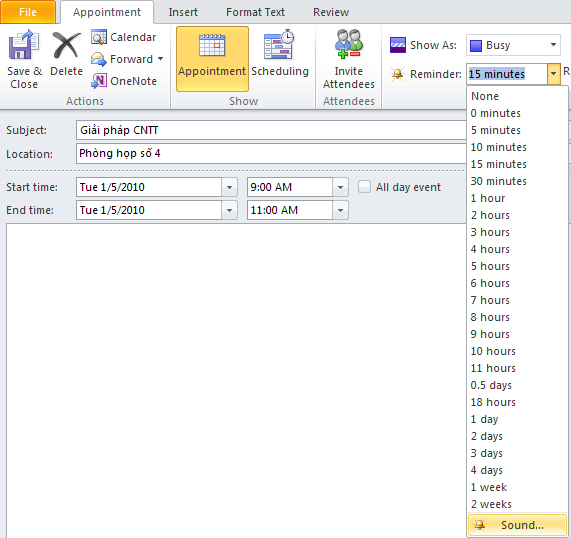 File Appointment Insert Format Text Review
Save & Close
Delete
Calendar
Forward
OneNote
Actions
Appointment
Scheduling
Show
Invite Attendees
Attendees
Show As: Busy
Reminder: 15 minutes R
Subject: Giải pháp CNTT
Location: Phòng họp số 4
Start time: Tue 1/5/2010 9:00 AM All day event
End time: Tue 1/5/2010 11:00 AM
None
0 minutes
5 minutes
10 minutes
15 minutes
30 minutes
1 hour
2 hours
3 hours
4 hours
5 hours
6 hours
7 hours
8 hours
9 hours
10 hours
11 hours
0.5 days
18 hours
1 day
2 days
3 days
4 days
1 week
2 weeks
Sound...